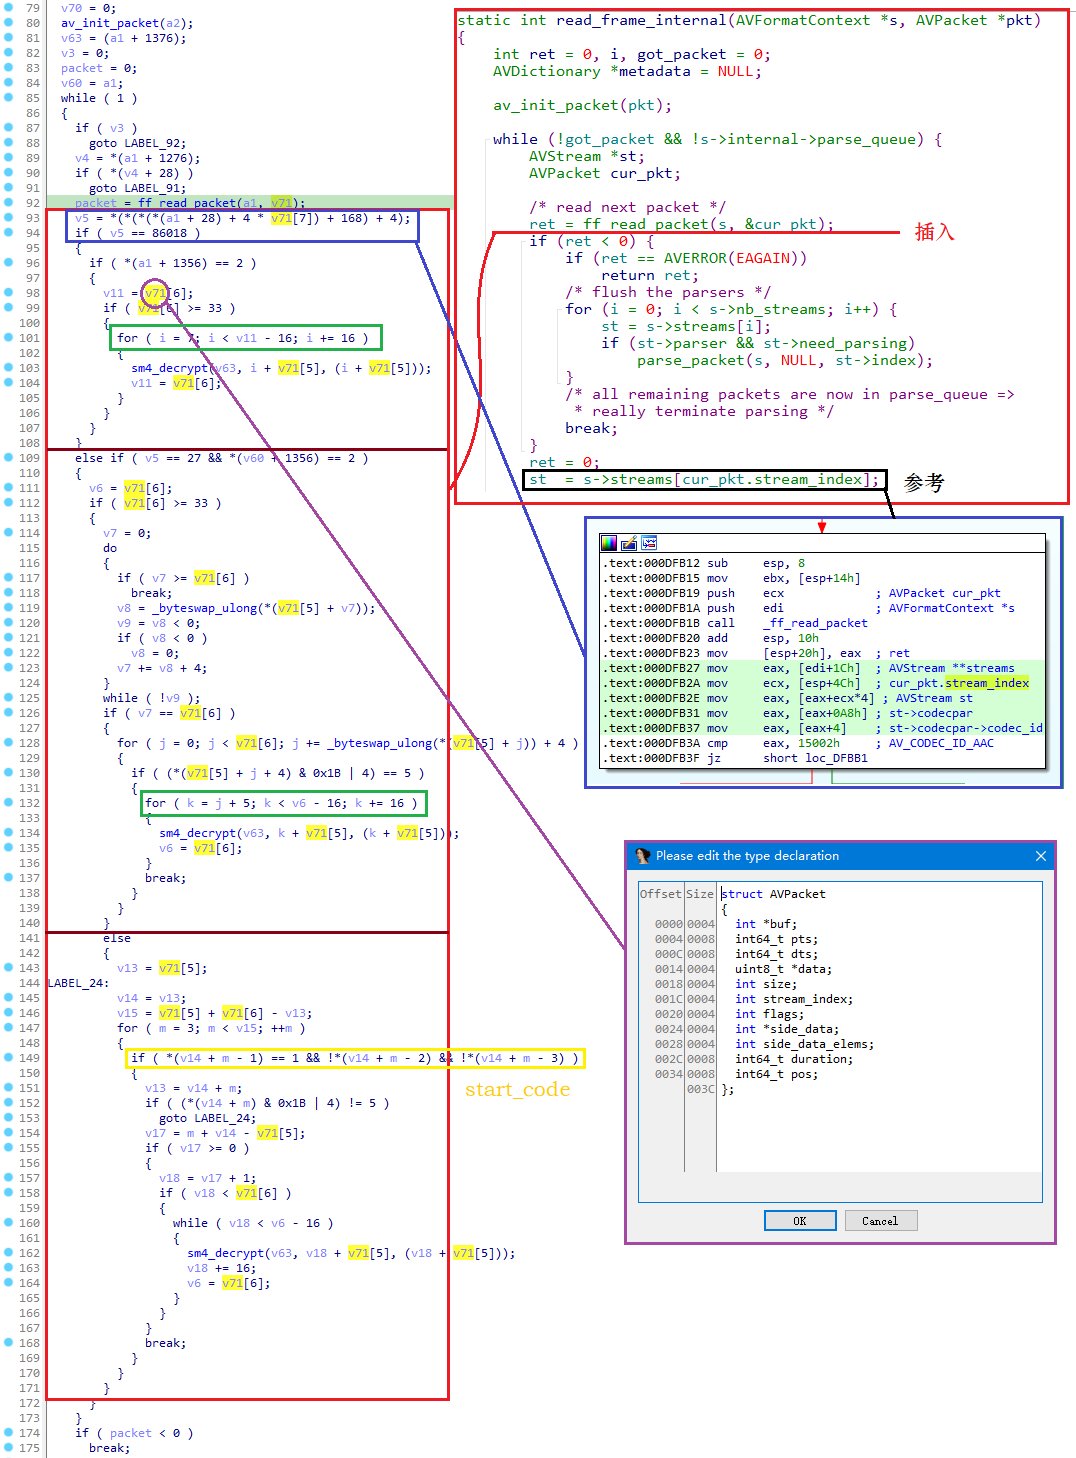 79 v70 = 0;
80 av_init_packet(a2);
81 v63 = (a1 + 1376);
82 v3 = 0;
83 packet = 0;
84 v60 = a1;
85 while ( 1 )
86 {
87 if ( v3 )
88 goto LABEL_92;
89 v4 = *(a1 + 1276);
90 if ( *(v4 + 28) )
91 goto LABEL_91;
92 packet = ff_read_packet(a1, v71);
93 v5 = *(*(*(*(a1 + 28) + 4 * v71[7]) + 168) + 4);
94 if ( v5 == 86018 )
95 {
96 if ( *(a1 + 1356) == 2 )
97 {
98 v11 = v71[6];
99 if ( v71[6] >= 33 )
100 {
101 for ( i = 7; i < v11 - 16; i += 16 )
102 {
103 sm4_decrypt(v63, i + v71[5], (i + v71[5]));
104 v11 = v71[6];
105 }
106 }
107 }
108 }
109 else if ( v5 == 27 && *(v60 + 1356) == 2 )
110 {
111 v6 = v71[6];
112 if ( v71[6] >= 33 )
113 {
114 v7 = 0;
115 do
116 {
117 if ( v7 >= v71[6] )
118 break;
119 v8 = _byteswap_ulong(*(v71[5] + v7));
120 v9 = v8 < 0;
121 if ( v8 < 0 )
122 v8 = 0;
123 v7 += v8 + 4;
124 }
125 while ( !v9 );
126 if ( v7 == v71[6] )
127 {
128 for ( j = 0; j < v71[6]; j += _byteswap_ulong(*(v71[5] + j)) + 4 )
129 {
130 if ( (*(v71[5] + j + 4) & 0x1B | 4) == 5 )
131 {
132 for ( k = j + 5; k < v6 - 16; k += 16 )
133 {
134 sm4_decrypt(v63, k + v71[5], (k + v71[5]));
135 v6 = v71[6];
136 }
137 break;
138 }
139 }
140 }
141 else
142 {
143 v13 = v71[5];
144 LABEL_24:
145 v14 = v13;
146 v15 = v71[5] + v71[6] - v13;
147 for ( m = 3; m < v15; ++m )
148 {
149 if ( *(v14 + m - 1) == 1 && !*(v14 + m - 2) && !*(v14 + m - 3) )
150 {
151 v13 = v14 + m;
152 if ( (*(v14 + m) & 0x1B | 4) != 5 )
153 goto LABEL_24;
154 v17 = m + v14 - v71[5];
155 if ( v17 >= 0 )
156 {
157 v18 = v17 + 1;
158 if ( v18 < v71[6] )
159 {
160 while ( v18 < v6 - 16 )
161 {
162 sm4_decrypt(v63, v18 + v71[5], (v18 + v71[5]));
163 v18 += 16;
164 v6 = v71[6];
165 }
166 }
167 }
168 break;
169 }
170 }
171 }
172 }
173 }
174 if ( packet < 0 )
175 break;
static int read_frame_internal(AVFormatContext *s, AVPacket *pkt)
{
int ret = 0, i, got_packet = 0;
AVDictionary *metadata = NULL;
av_init_packet(pkt);
while (!got_packet && !s->internal->parse_queue) {
AVStream *st;
AVPacket cur_pkt;
/* read next packet */
ret = ff_read_packet(s, &cur_pkt);
插入
if (ret < 0) {
if (ret == AVERROR(EAGAIN))
return ret;
/* flush the parsers */
for (i = 0; i < s->nb_streams; i++) {
st = s->streams[i];
if (st->parser && st->need_parsing)
parse_packet(s, NULL, st->index);
}
/* all remaining packets are now in parse_queue =>
* really terminate parsing */
break;
}
ret = 0;
st = s->streams[cur_pkt.stream_index];
参考
.text:000DFB12 sub esp, 8
.text:000DFB15 mov ebx, [esp+14h]
.text:000DFB19 push ecx ; AVPacket cur_pkt
.text:000DFB1A push edi ; AVFormatContext *s
.text:000DFB1B call _ff_read_packet
.text:000DFB20 add esp, 10h
.text:000DFB23 mov [esp+20h], eax ; ret
.text:000DFB27 mov eax, [edi+1Ch] ; AVStream **streams
.text:000DFB2A mov ecx, [esp+4Ch] ; cur_pkt.stream_index
.text:000DFB2E mov eax, [eax+ecx*4] ; AVStream st
.text:000DFB31 mov eax, [eax+0A8h] ; st->codecpar
.text:000DFB37 mov eax, [eax+4] ; st->codecpar->codec_id
.text:000DFB3A cmp eax, 15002h ; AV_CODEC_ID_AAC
.text:000DFB3F jz short loc_DFBB1
Please edit the type declaration
Offset Size struct AVPacket
{
0000 0004 int *buf;
0004 0008 int64_t pts;
000C 0008 int64_t dts;
0014 0004 uint8_t *data;
0018 0004 int size;
001C 0004 int stream_index;
0020 0004 int flags;
0024 0004 int *side_data;
0028 0004 int side_data_elems;
002C 0008 int64_t duration;
0034 0008 int64_t pos;
003C };
OK Cancel
start_code